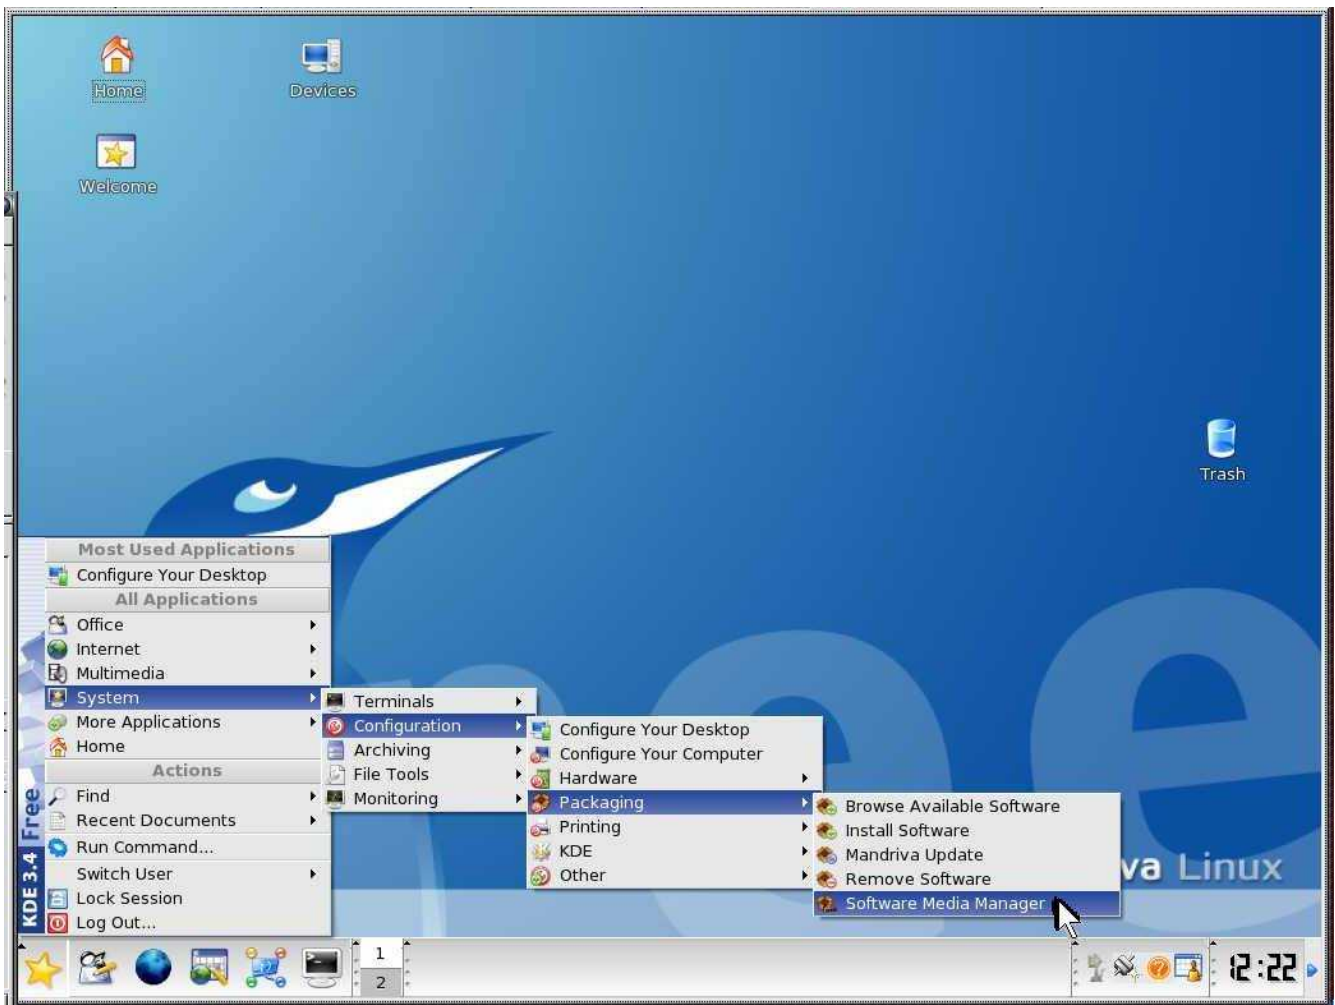 Home
Devices
Welcome
Trash
Most Used Applications
Configure Your Desktop
All Applications
Office
Internet
Multimedia
System
More Applications
Home
Actions
Find
Recent Documents
Run Command...
Switch User
Lock Session
Log Out...
KDE 3.4 Free
Terminals
Configuration
Archiving
File Tools
Monitoring
Configure Your Desktop
Configure Your Computer
Hardware
Packaging
Printing
KDE
Other
Browse Available Software
Install Software
Mandriva Update
Remove Software
Software Media Manager
va Linux
ee
1
2
12:22